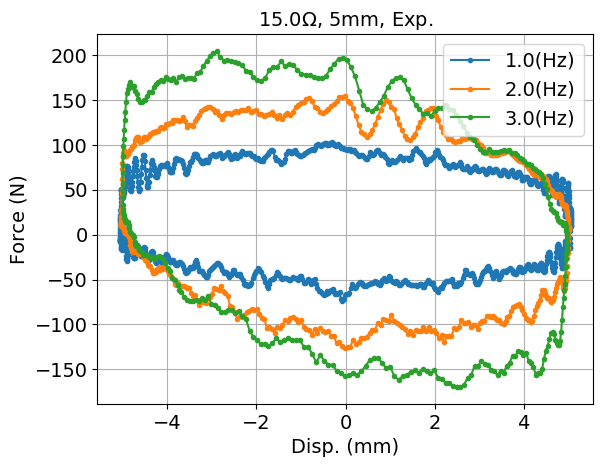 15.0Ω, 5mm, Exp.
200
150
100
50
0
−50
−100
−150
Force (N)
1.0(Hz)
2.0(Hz)
3.0(Hz)
−4
−2
0
2
4
Disp. (mm)